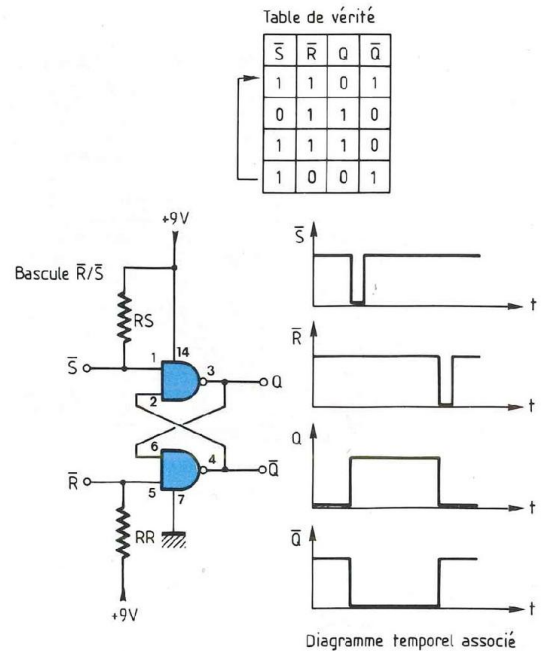 Table de vérité
S̄ R̄ Q Q̄
1 1 0 1
0 1 1 0
1 1 1 0
1 0 0 1
+9V
Bascule R̄/S̄
RS
S̄
1
14
3
Q
2
6
4
Q̄
R̄
5
7
RR
+9V
S̄
t
R̄
t
Q
t
Q̄
t
Diagramme temporel associé